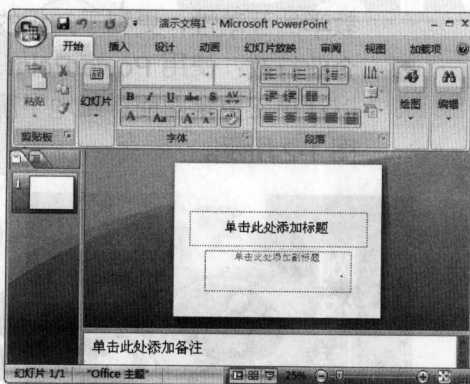 演示文稿1 - Microsoft PowerPoint
开始 插入 设计 动画 幻灯片放映 审阅 视图 加载项
粘贴 幻灯片 绘图 编辑
B I U abc S AV
A Aa A A
剪贴板 字体 段落
1
单击此处添加标题
单击此处添加副标题
单击此处添加备注
幻灯片 1/1 "Office 主题" 25%